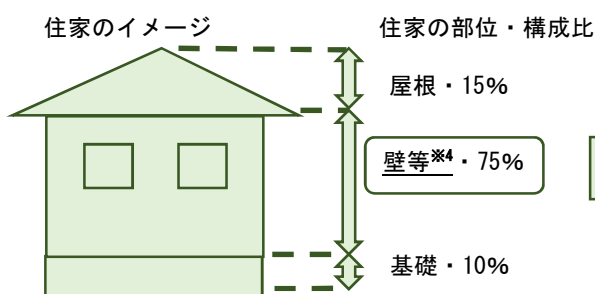 住家のイメージ
住家の部位・構成比
屋根・15%
壁等※4・75%
基礎・10%